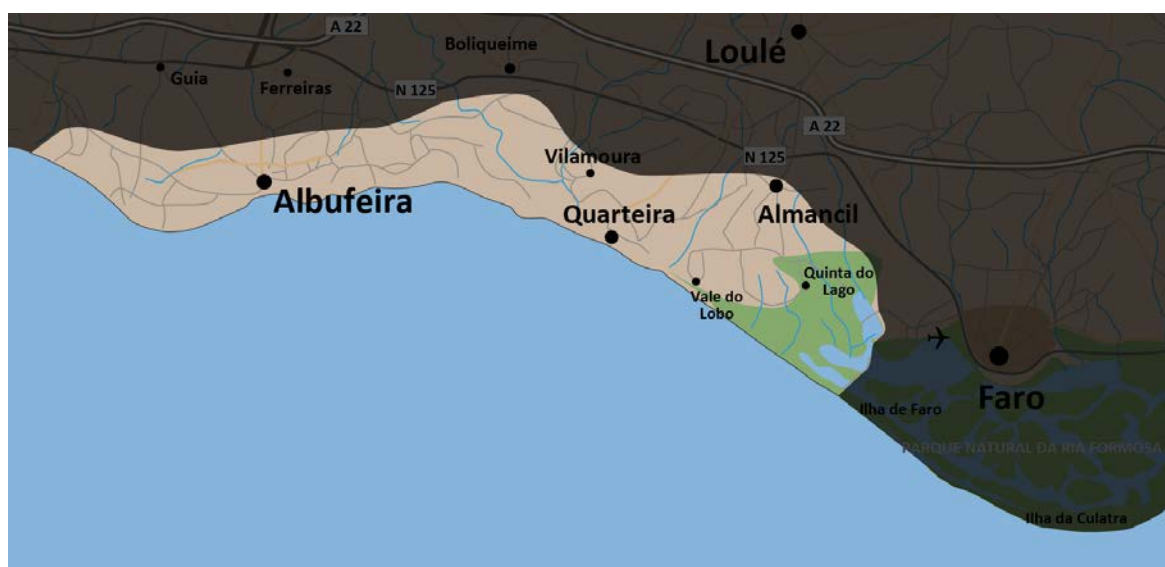 A 22
Boliqueime
Loulé
Guia
Ferreiras
N 125
A 22
Vilamoura
N 125
Albufeira
Quarteira
Almancil
Quinta do
Lago
Vale do
Lobo
Faro
Ilha de Faro
PARQUE NATURAL DA RIA FORMOSA
Ilha da Culatra